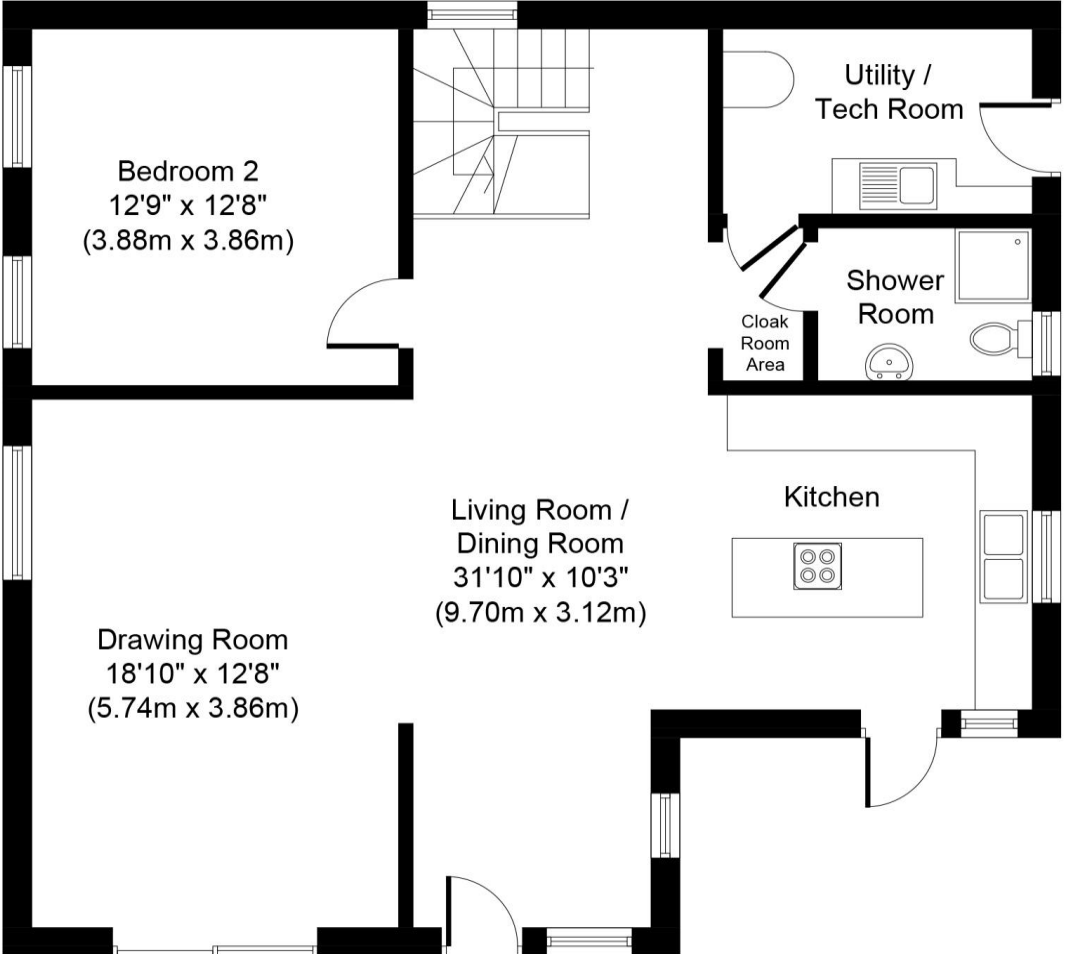 Utility /
Tech Room
Bedroom 2
12'9" x 12'8"
(3.88m x 3.86m)
Shower
Room
Cloak
Room
Area
Kitchen
Living Room /
Dining Room
31'10" x 10'3"
(9.70m x 3.12m)
Drawing Room
18'10" x 12'8"
(5.74m x 3.86m)